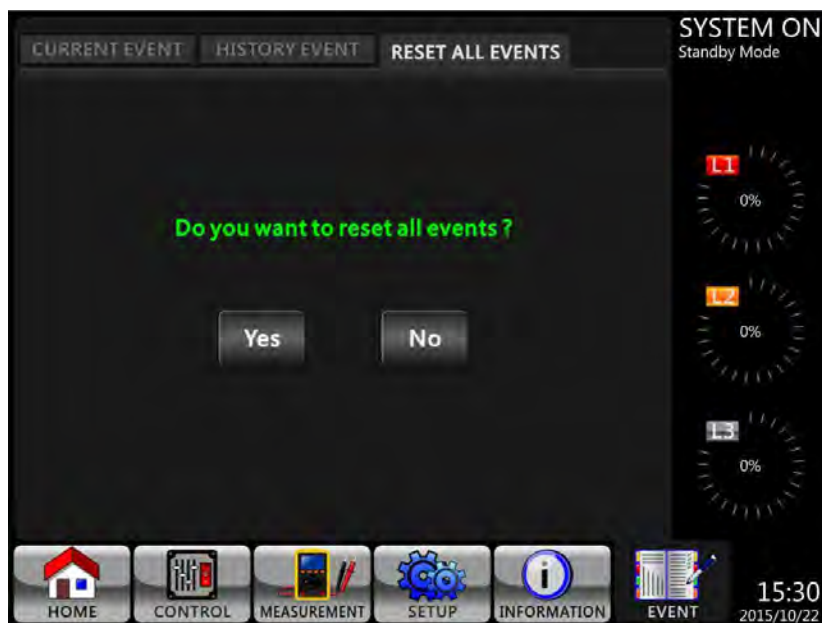 CURRENT EVENT
HISTORY EVENT
RESET ALL EVENTS
SYSTEM ON
Standby Mode
Do you want to reset all events ?
Yes
No
L1
0%
L2
0%
L3
0%
HOME
CONTROL
MEASUREMENT
SETUP
INFORMATION
EVENT
15:30
2015/10/22